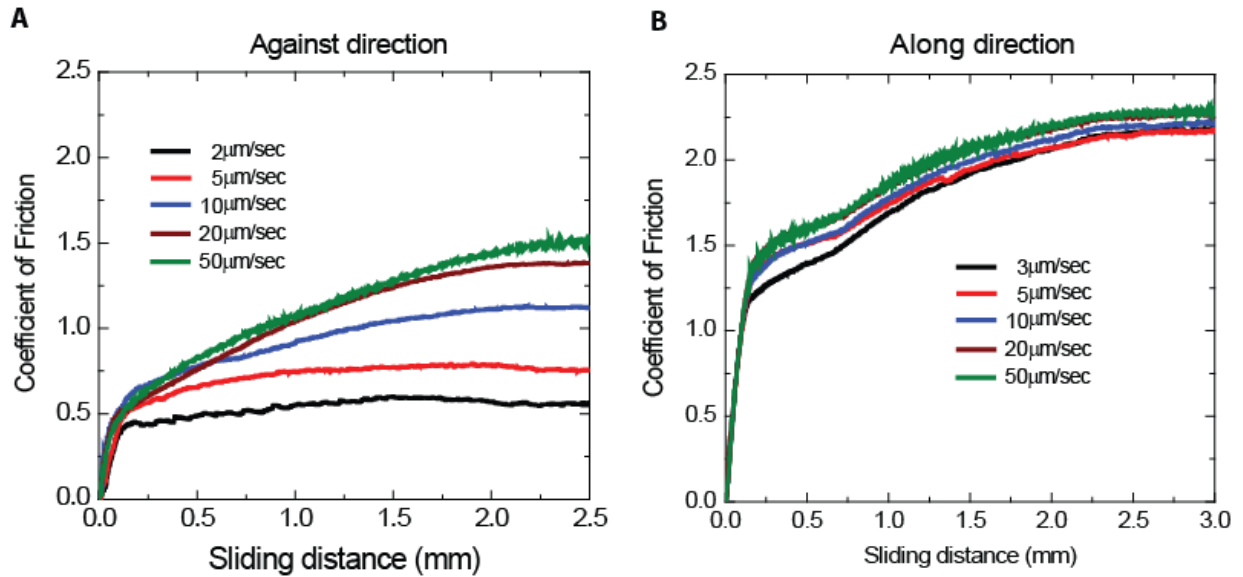 A
Against direction
2.5
2.0
1.5
1.0
0.5
0.0
Coefficient of Friction
2μm/sec
5μm/sec
10μm/sec
20μm/sec
50μm/sec
0.0 0.5 1.0 1.5 2.0 2.5
Sliding distance (mm)
B
Along direction
2.5
2.0
1.5
1.0
0.5
0.0
Coefficient of Friction
3μm/sec
5μm/sec
10μm/sec
20μm/sec
50μm/sec
0.0 0.5 1.0 1.5 2.0 2.5 3.0
Sliding distance (mm)